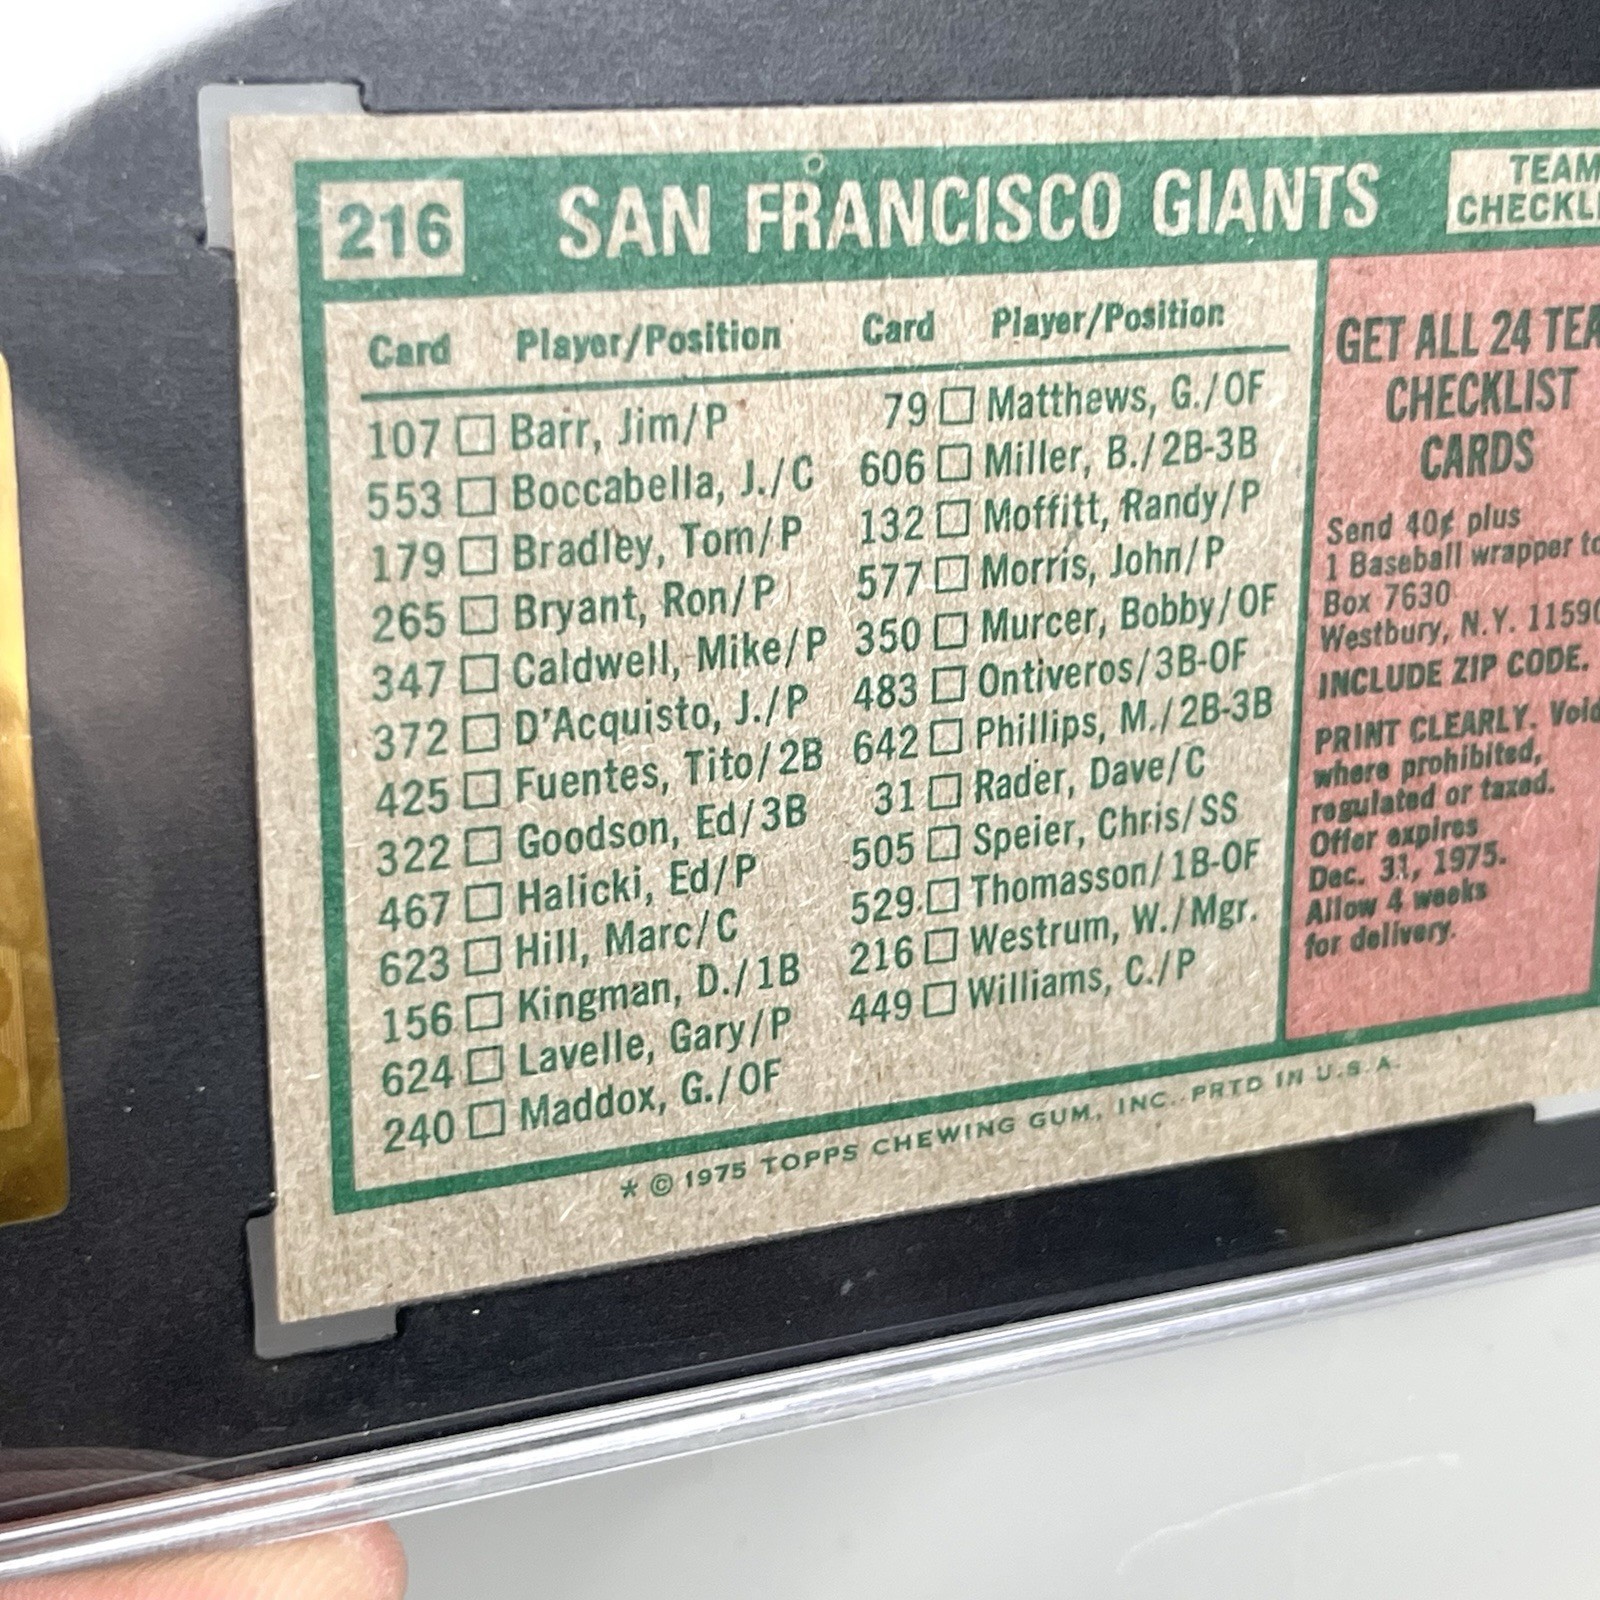 216 SAN FRANCISCO GIANTS TEAM
CHECKL
Card Player/Position
107 Barr, Jim/P
553 Boccabella, J./C
179 Bradley, Tom/P
265 Bryant, Ron/P
347 Caldwell, Mike/P
372 D'Acquisto, J./P
425 Fuentes, Tito/2B
322 Goodson, Ed/3B
467 Halicki, Ed/P
623 Hill, Marc/C
156 Kingman, D./1B
624 Lavelle, Gary/P
240 Maddox, G./OF
Card Player/Position
79 Matthews, G./OF
606 Miller, B./2B-3B
132 Moffitt, Randy/P
577 Morris, John/P
350 Murcer, Bobby/OF
483 Ontiveros/3B-OF
642 Phillips, M./2B-3B
31 Rader, Dave/C
505 Speier, Chris/SS
529 Thomasson/1B-OF
216 Westrum, W./Mgr.
449 Williams, C./P
GET ALL 24 TEA
CHECKLIST
CARDS
Send 40¢ plus
1 Baseball wrapper to
Box 7630
Westbury, N.Y. 11590
INCLUDE ZIP CODE.
PRINT CLEARLY. Void
where prohibited,
regulated or taxed.
Offer expires
Dec. 31, 1975.
Allow 4 weeks
for delivery.
* © 1975 TOPPS CHEWING GUM, INC. PRTD IN U.S.A.